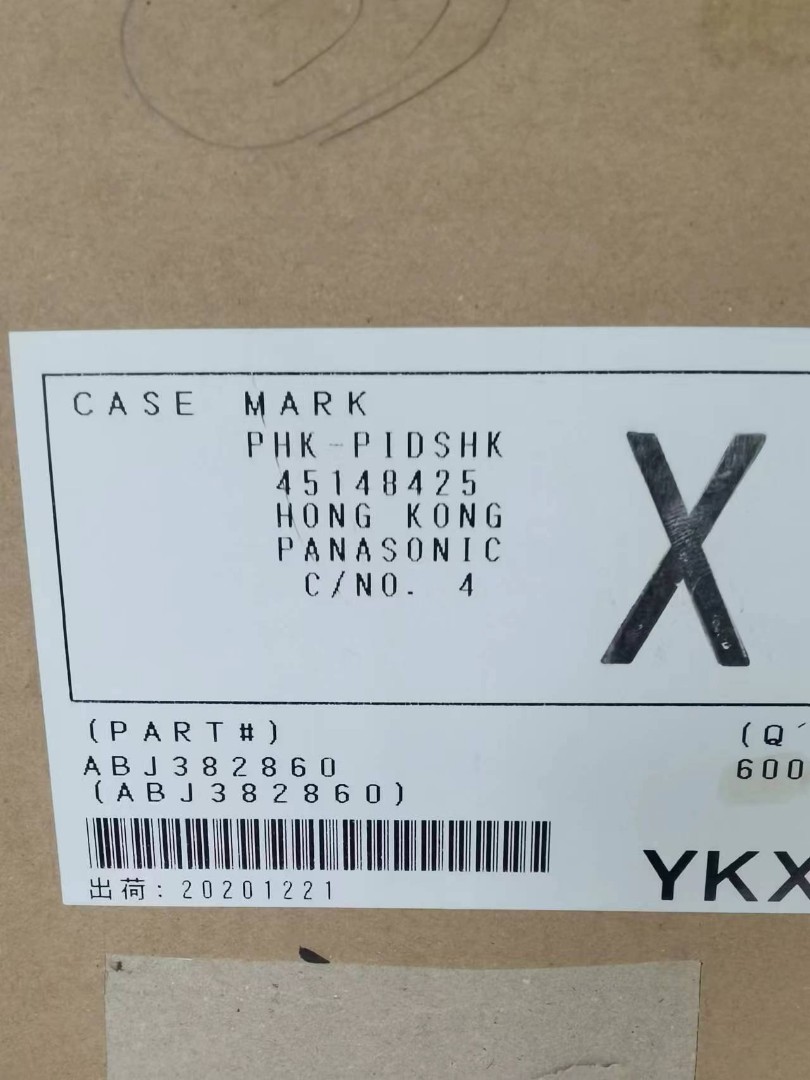 CASE MARK
PHK-PIDSHK
45148425
HONG KONG
PANASONIC
C/NO. 4
X
(PART#)
ABJ382860
(ABJ382860)
出荷: 20201221
(Q'
600
YKX